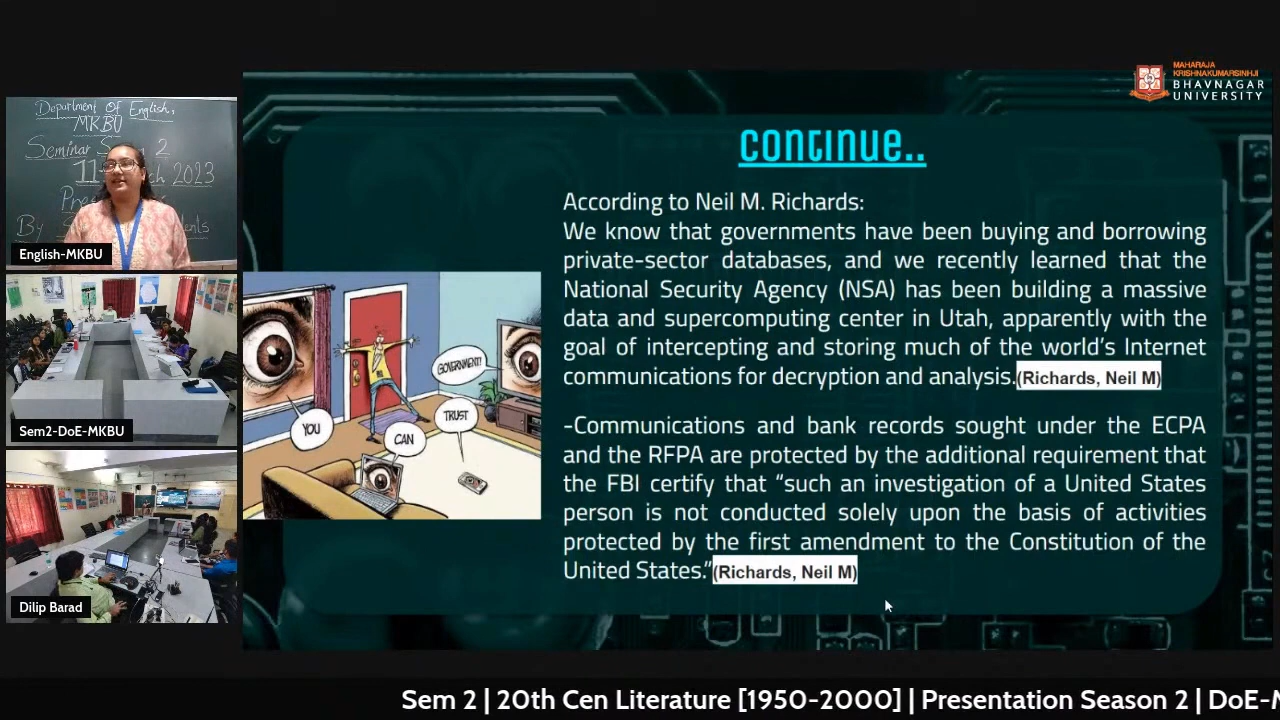 MAHARAJA
KRISHNAKUMARSINHJI
BHAVNAGAR
UNIVERSITY
Department Of English,
MKBU
Seminar
2
11
ch 2023
By
English-MKBU
Sem2-DoE-MKBU
Dilip Barad
continue..
According to Neil M. Richards:
We know that governments have been buying and borrowing
private-sector databases, and we recently learned that the
National Security Agency (NSA) has been building a massive
data and supercomputing center in Utah, apparently with the
goal of intercepting and storing much of the world's Internet
communications for decryption and analysis.(Richards, Neil M)
-Communications and bank records sought under the ECPA
and the RFPA are protected by the additional requirement that
the FBI certify that “such an investigation of a United States
person is not conducted solely upon the basis of activities
protected by the first amendment to the Constitution of the
United States.”(Richards, Neil M)
YOU
CAN
TRUST
GOVERNMENT!
Sem 2 | 20th Cen Literature [1950-2000] | Presentation Season 2 | DoE-